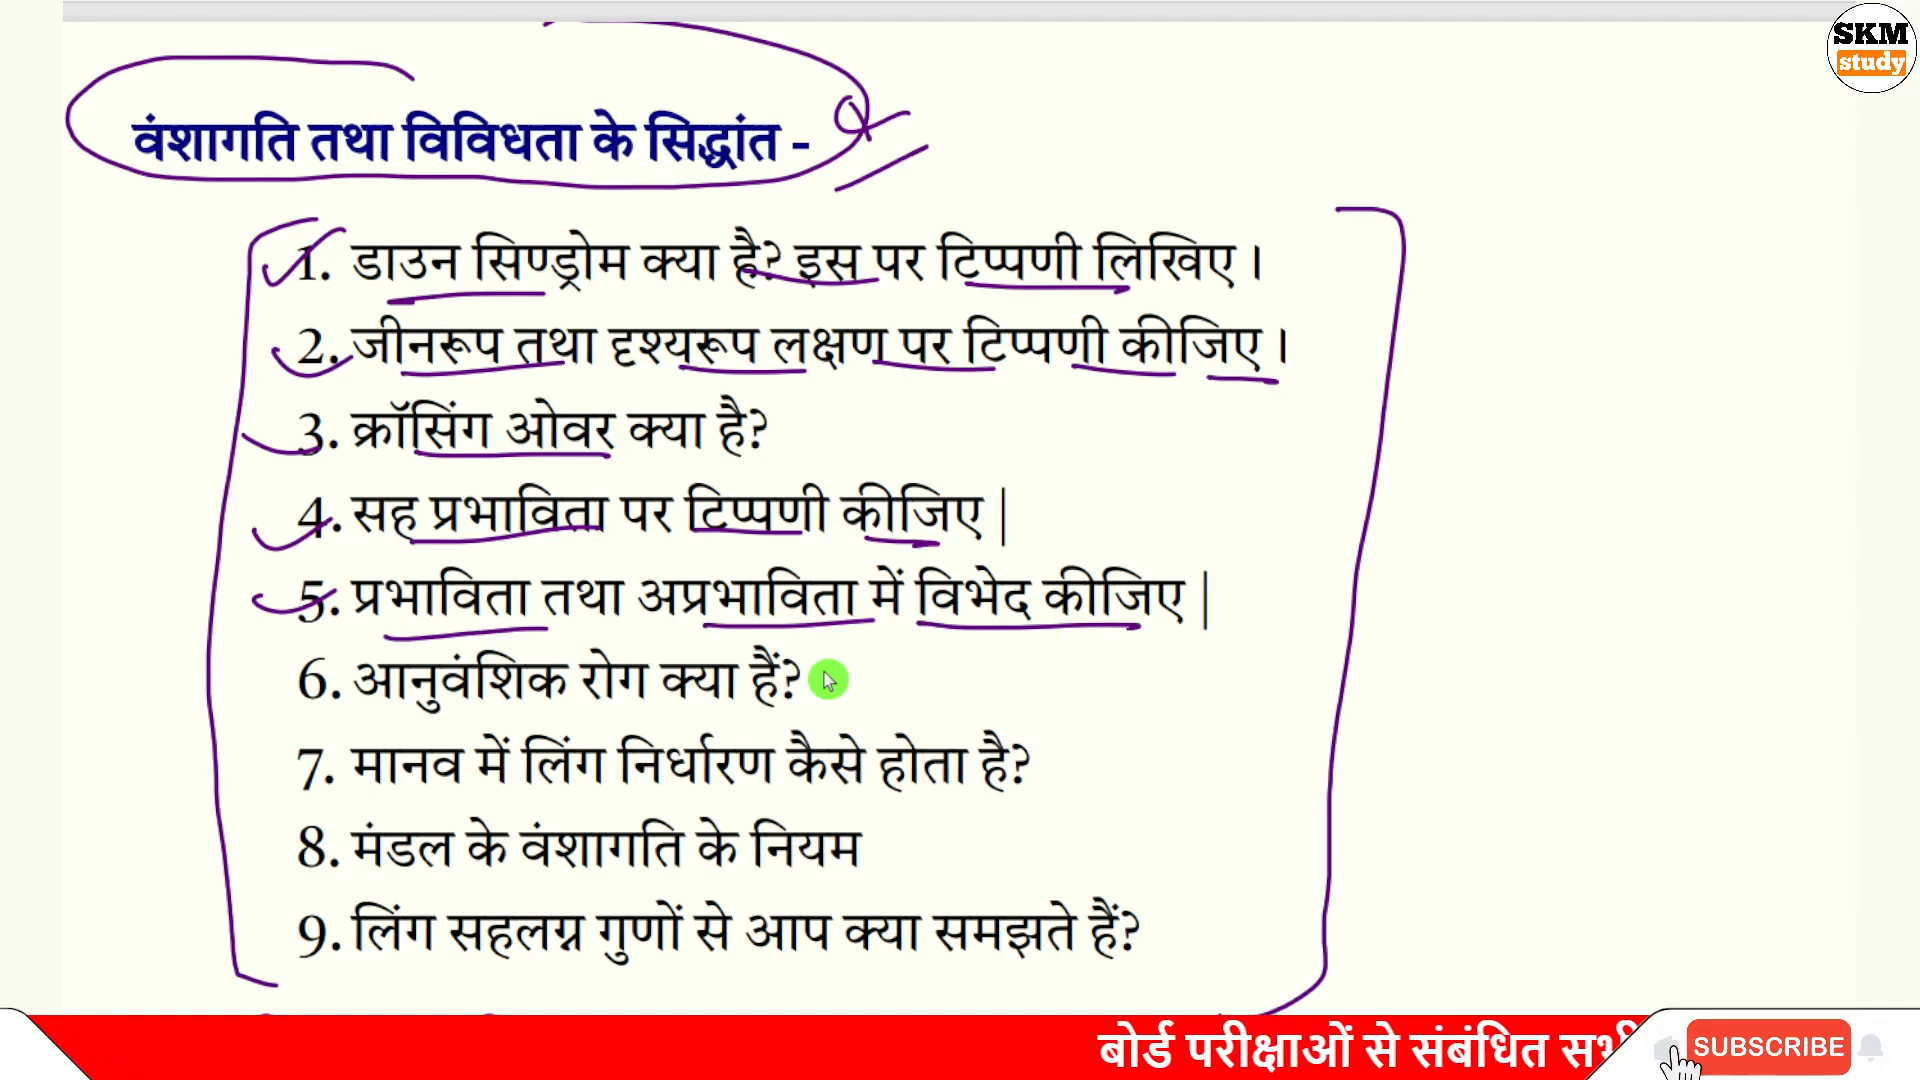 SKM
study
वंशागति तथा विविधता के सिद्धांत -
1. डाउन सिण्ड्रोम क्या है? इस पर टिप्पणी लिखिए ।
2. जीनरूप तथा दृश्यरूप लक्षण पर टिप्पणी कीजिए ।
3. क्रॉसिंग ओवर क्या है?
4. सह प्रभाविता पर टिप्पणी कीजिए |
5. प्रभाविता तथा अप्रभाविता में विभेद कीजिए |
6. आनुवंशिक रोग क्या हैं?
7. मानव में लिंग निर्धारण कैसे होता है?
8. मंडल के वंशागति के नियम
9. लिंग सहलग्न गुणों से आप क्या समझते हैं?
बोर्ड परीक्षाओं से संबंधित
SUBSCRIBE